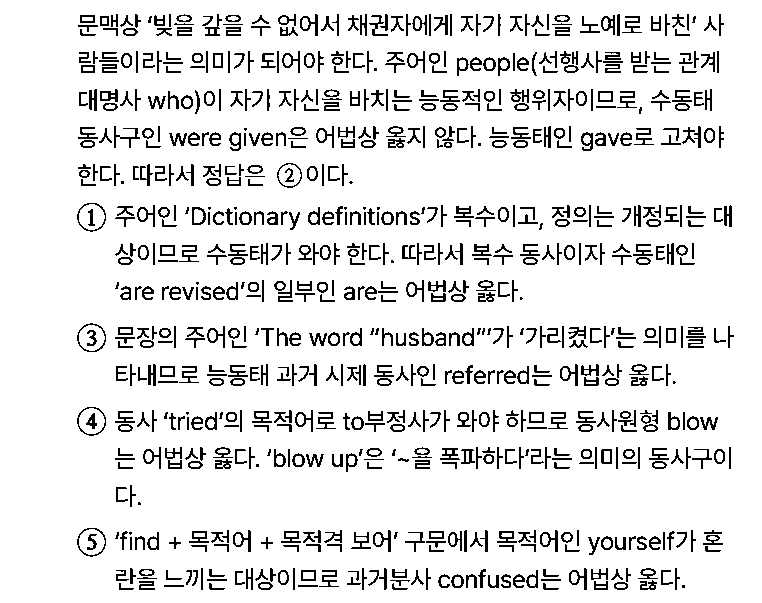 문맥상 ‘빚을 갚을 수 없어서 채권자에게 자기 자신을 노예로 바친’ 사
람들이라는 의미가 되어야 한다. 주어인 people(선행사를 받는 관계
대명사 who)이 자기 자신을 바치는 능동적인 행위자이므로, 수동태
동사구인 were given은 어법상 옳지 않다. 능동태인 gave로 고쳐야
한다. 따라서 정답은 ②이다.
① 주어인 ‘Dictionary definitions’가 복수이고, 정의는 개정되는 대
상이므로 수동태가 와야 한다. 따라서 복수 동사이자 수동태인
‘are revised’의 일부인 are는 어법상 옳다.
③ 문장의 주어인 ‘The word “husband”’가 ‘가리켰다’는 의미를 나
타내므로 능동태 과거 시제 동사인 referred는 어법상 옳다.
④ 동사 ‘tried’의 목적어로 to부정사가 와야 하므로 동사원형 blow
는 어법상 옳다. ‘blow up’은 ‘~을 폭파하다’라는 의미의 동사구이
다.
⑤ ‘find + 목적어 + 목적격 보어’ 구문에서 목적어인 yourself가 혼
란을 느끼는 대상이므로 과거분사 confused는 어법상 옳다.